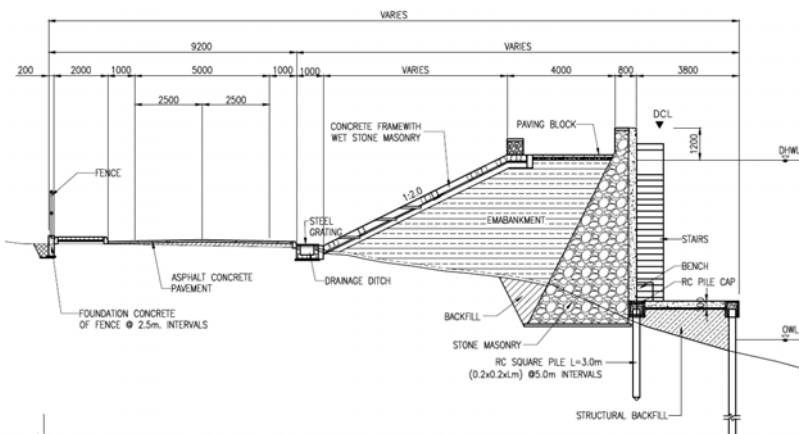 VARIES
9200
VARIES
200
2000
1000
5000
1000
1000
VARIES
4000
800
3800
2500
2500
DCL
CONCRETE FRAMEWITH
WET STONE MASONRY
PAVING BLOCK
1200
DHWL
FENCE
1:2.0
STEEL
GRATING
EMABANKMENT
STAIRS
ASPHALT CONCRETE
PAVEMENT
DRAINAGE DITCH
BENCH
RC PILE CAP
FOUNDATION CONCRETE
OF FENCE @ 2.5m. INTERVALS
BACKFILL
STONE MASONRY
OWL
RC SQUARE PILE L=3.0m
(0.2x0.2xLm) @5.0m INTERVALS
STRUCTURAL BACKFILL